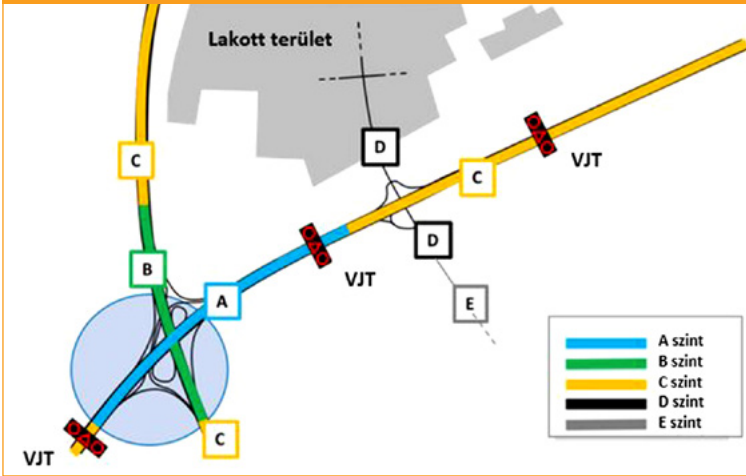 Lakott terület
D
C
C
VJT
D
B
VJT
A
E
A szint
B szint
C szint
D szint
E szint
C
VJT